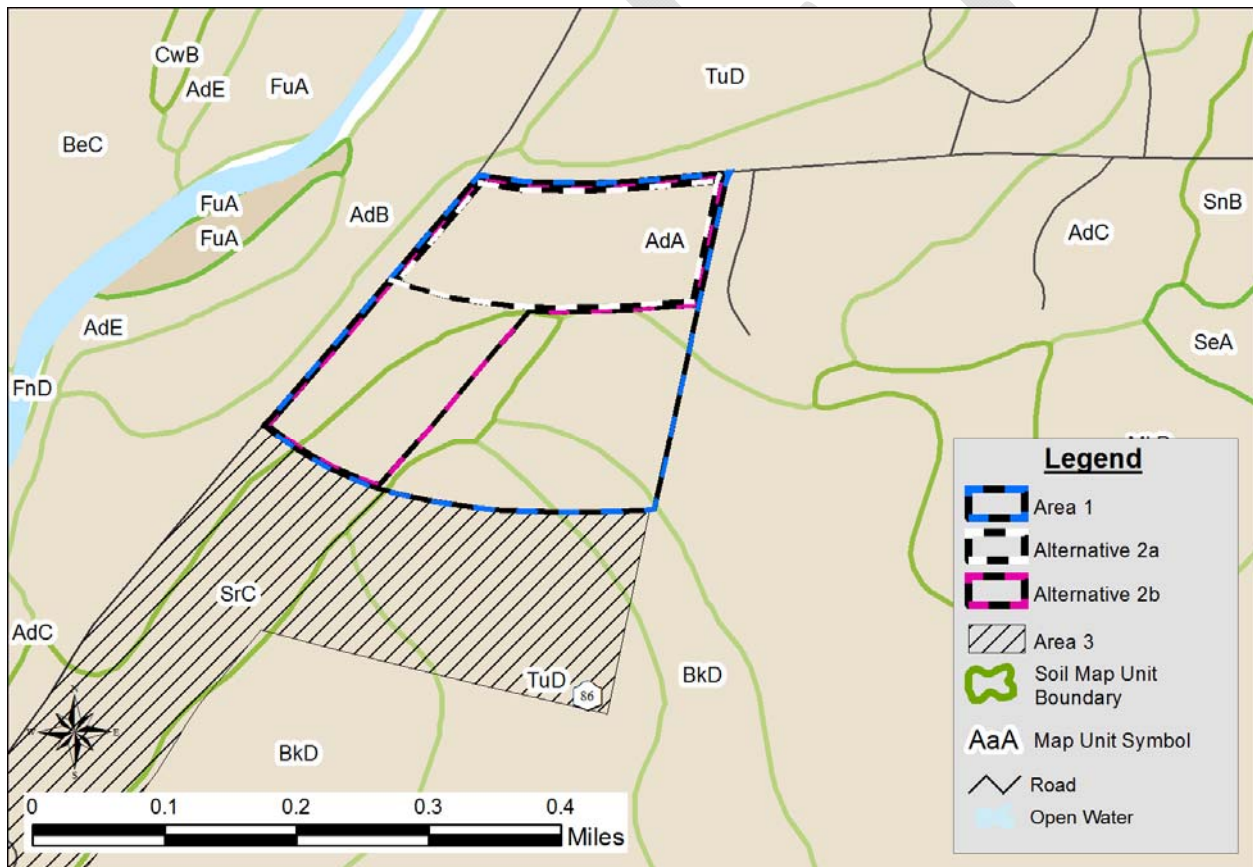 CwB
AdE
FuA
TuD
BeC
FuA
FuA
AdB
AdA
AdC
SnB
AdE
SeA
FnD
Legend
Area 1
Alternative 2a
Alternative 2b
Area 3
Soil Map Unit
Boundary
AaA Map Unit Symbol
Road
Open Water
SrC
AdC
TuD
86
BkD
BkD
N
W E
S
0 0.1 0.2 0.3 0.4
Miles